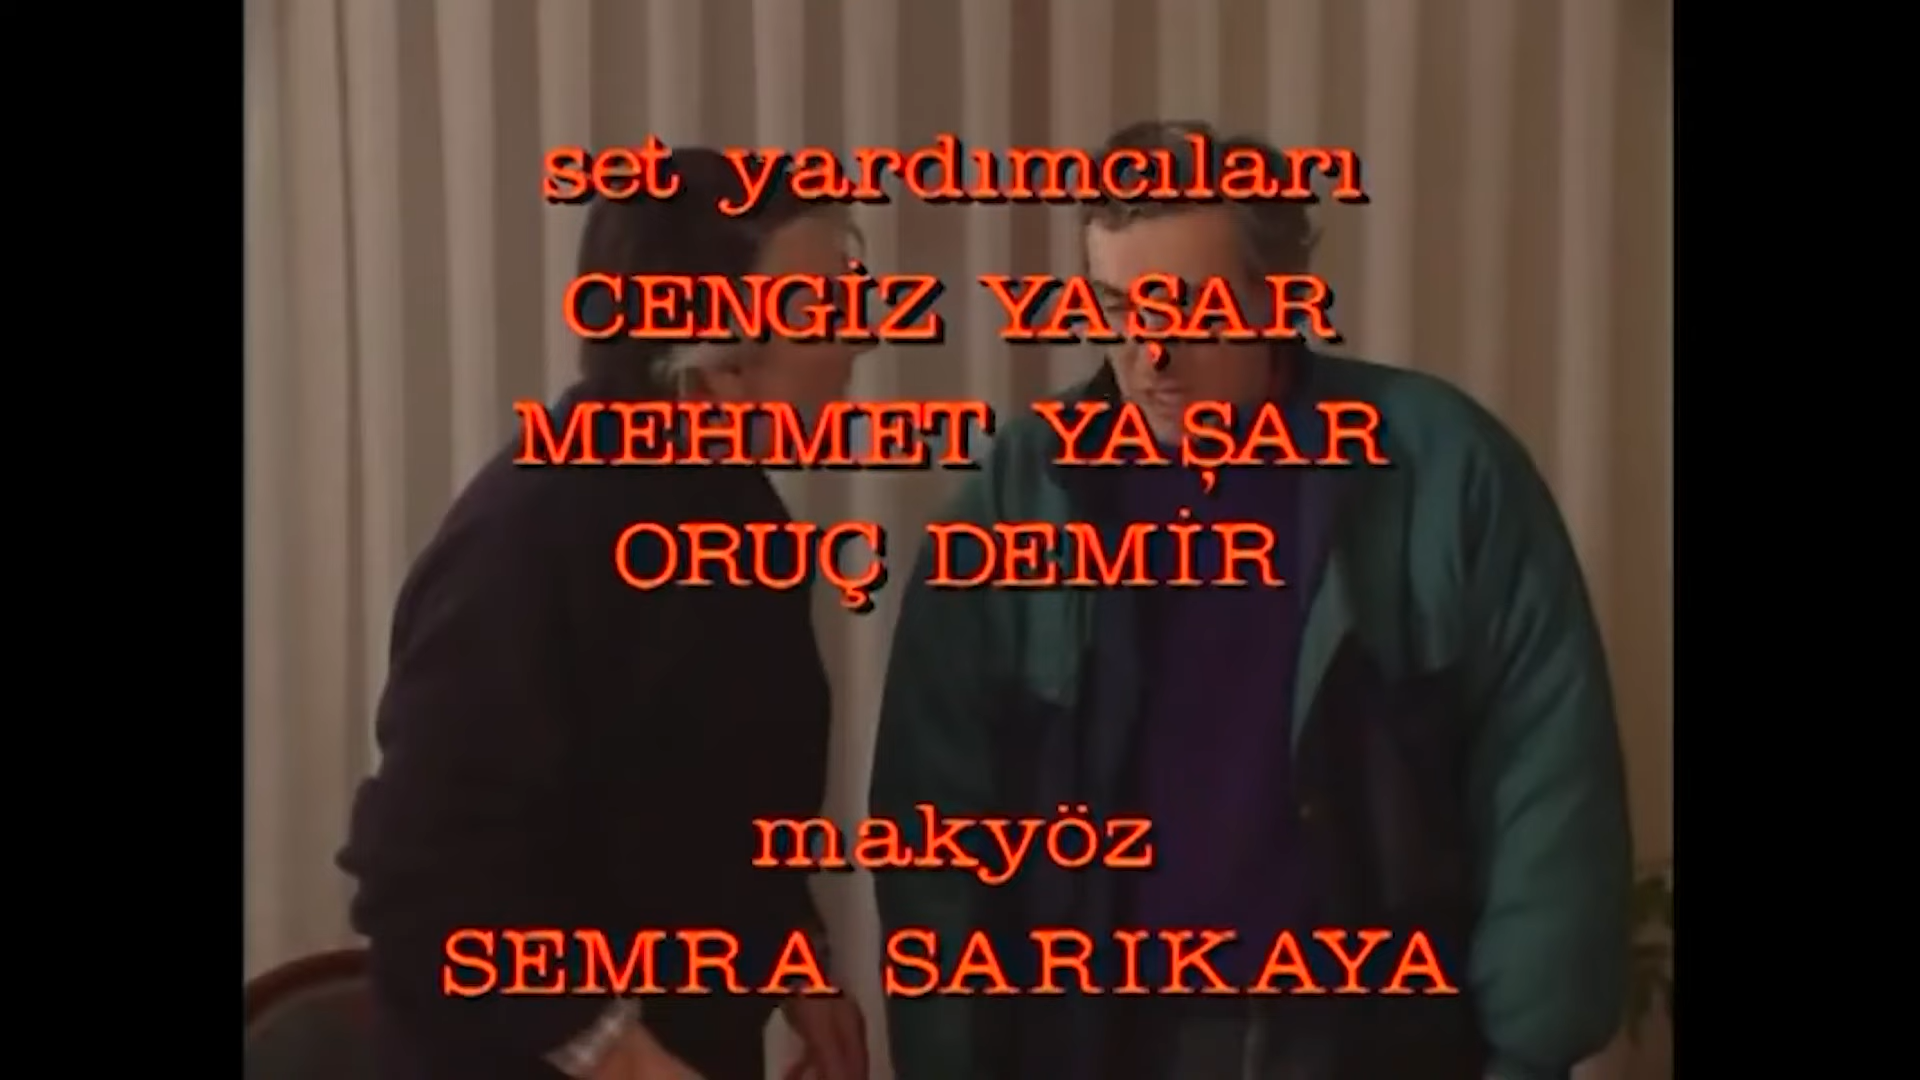 set yardımcıları
CENGİZ YAŞAR
MEHMET YAŞAR
ORUÇ DEMİR
makyöz
SEMRA SARIKAYA